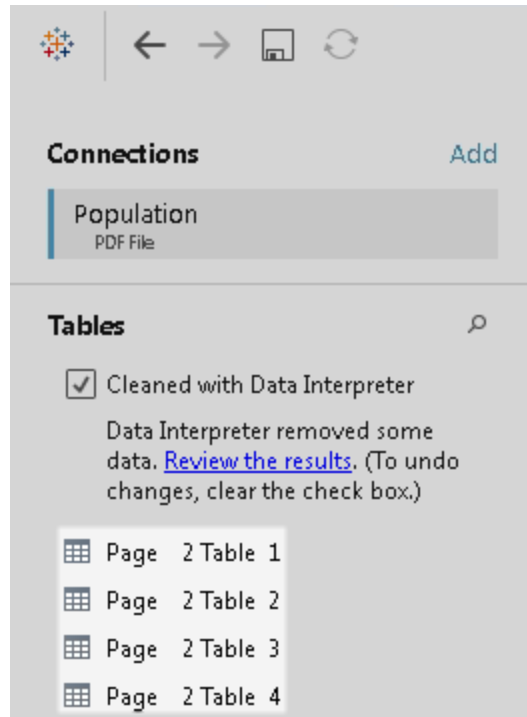 Connections Add
Population
PDF File
Tables
Cleaned with Data Interpreter
Data Interpreter removed some
data. Review the results. (To undo
changes, clear the check box.)
Page 2 Table 1
Page 2 Table 2
Page 2 Table 3
Page 2 Table 4